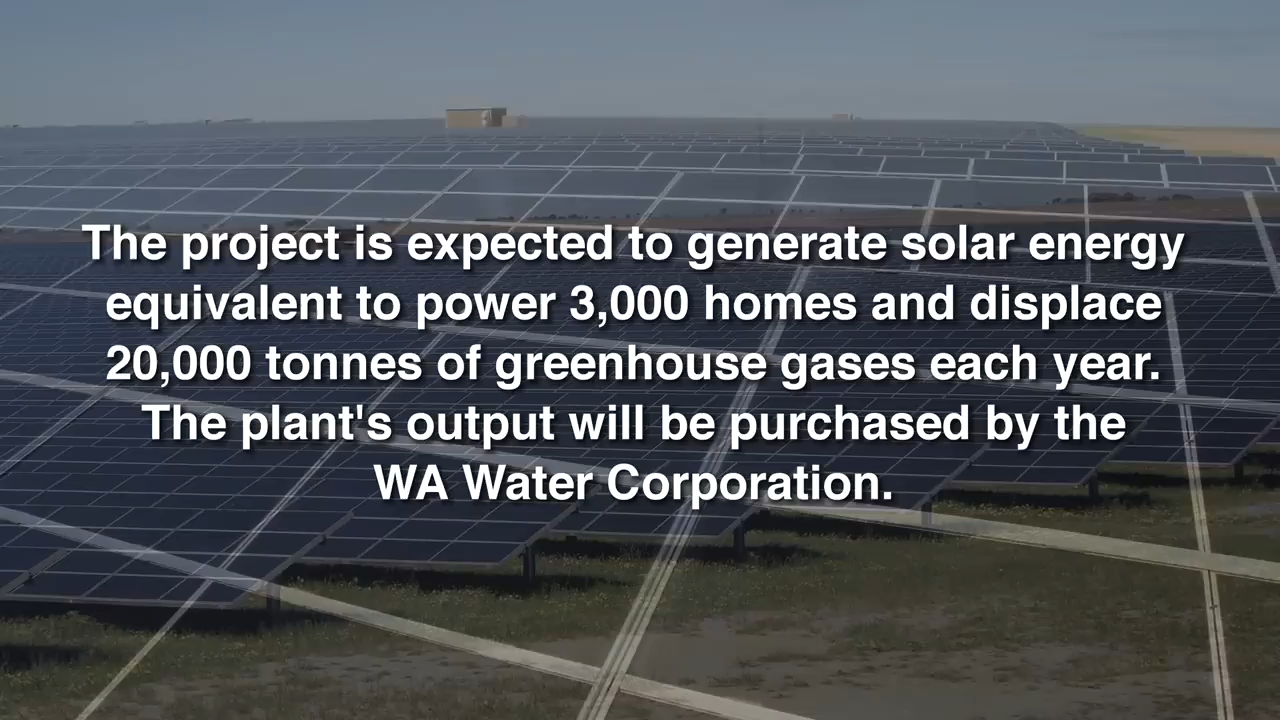 The project is expected to generate solar energy
equivalent to power 3,000 homes and displace
20,000 tonnes of greenhouse gases each year.
The plant's output will be purchased by the
WA Water Corporation.